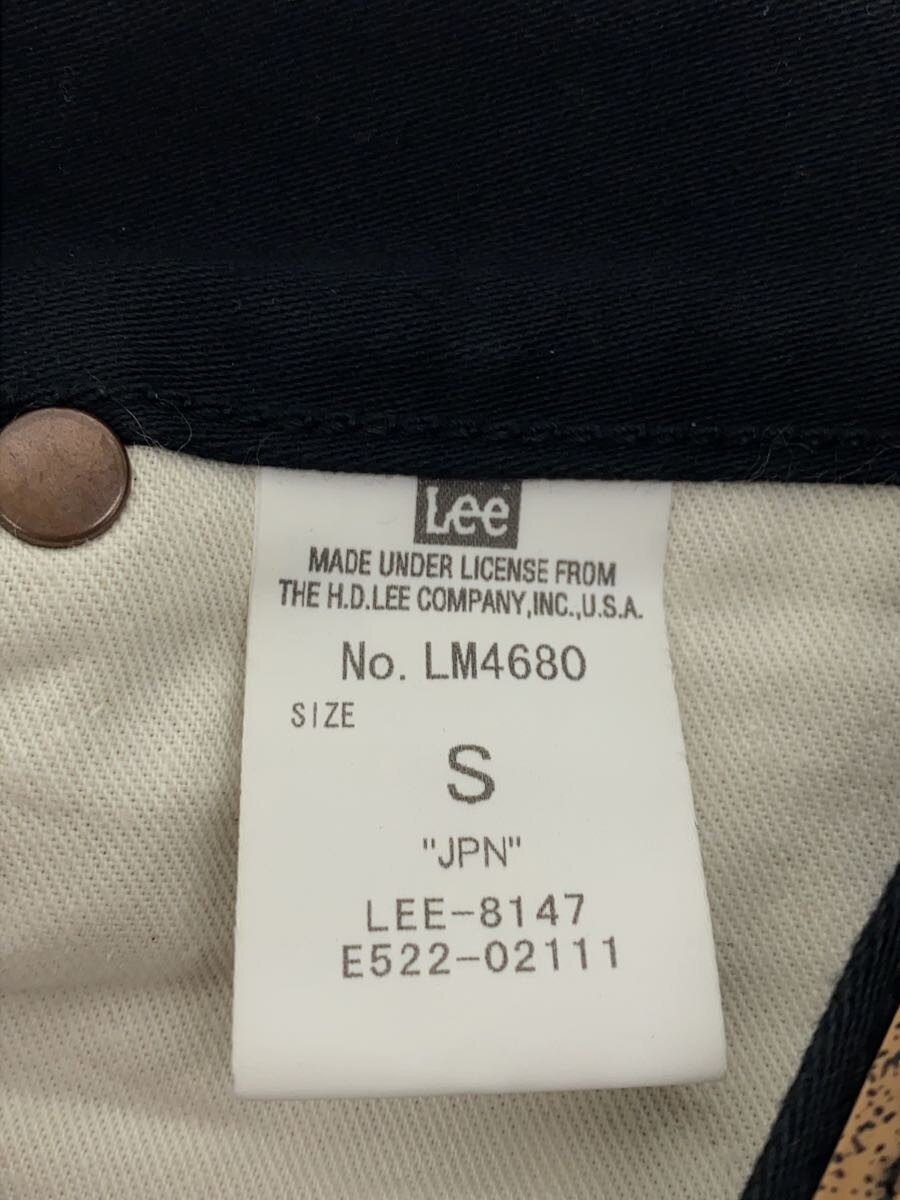 Lee
MADE UNDER LICENSE FROM
THE H.D.LEE COMPANY,INC.,U.S.A.
No. LM4680
SIZE
S
"JPN"
LEE-8147
E522-02111